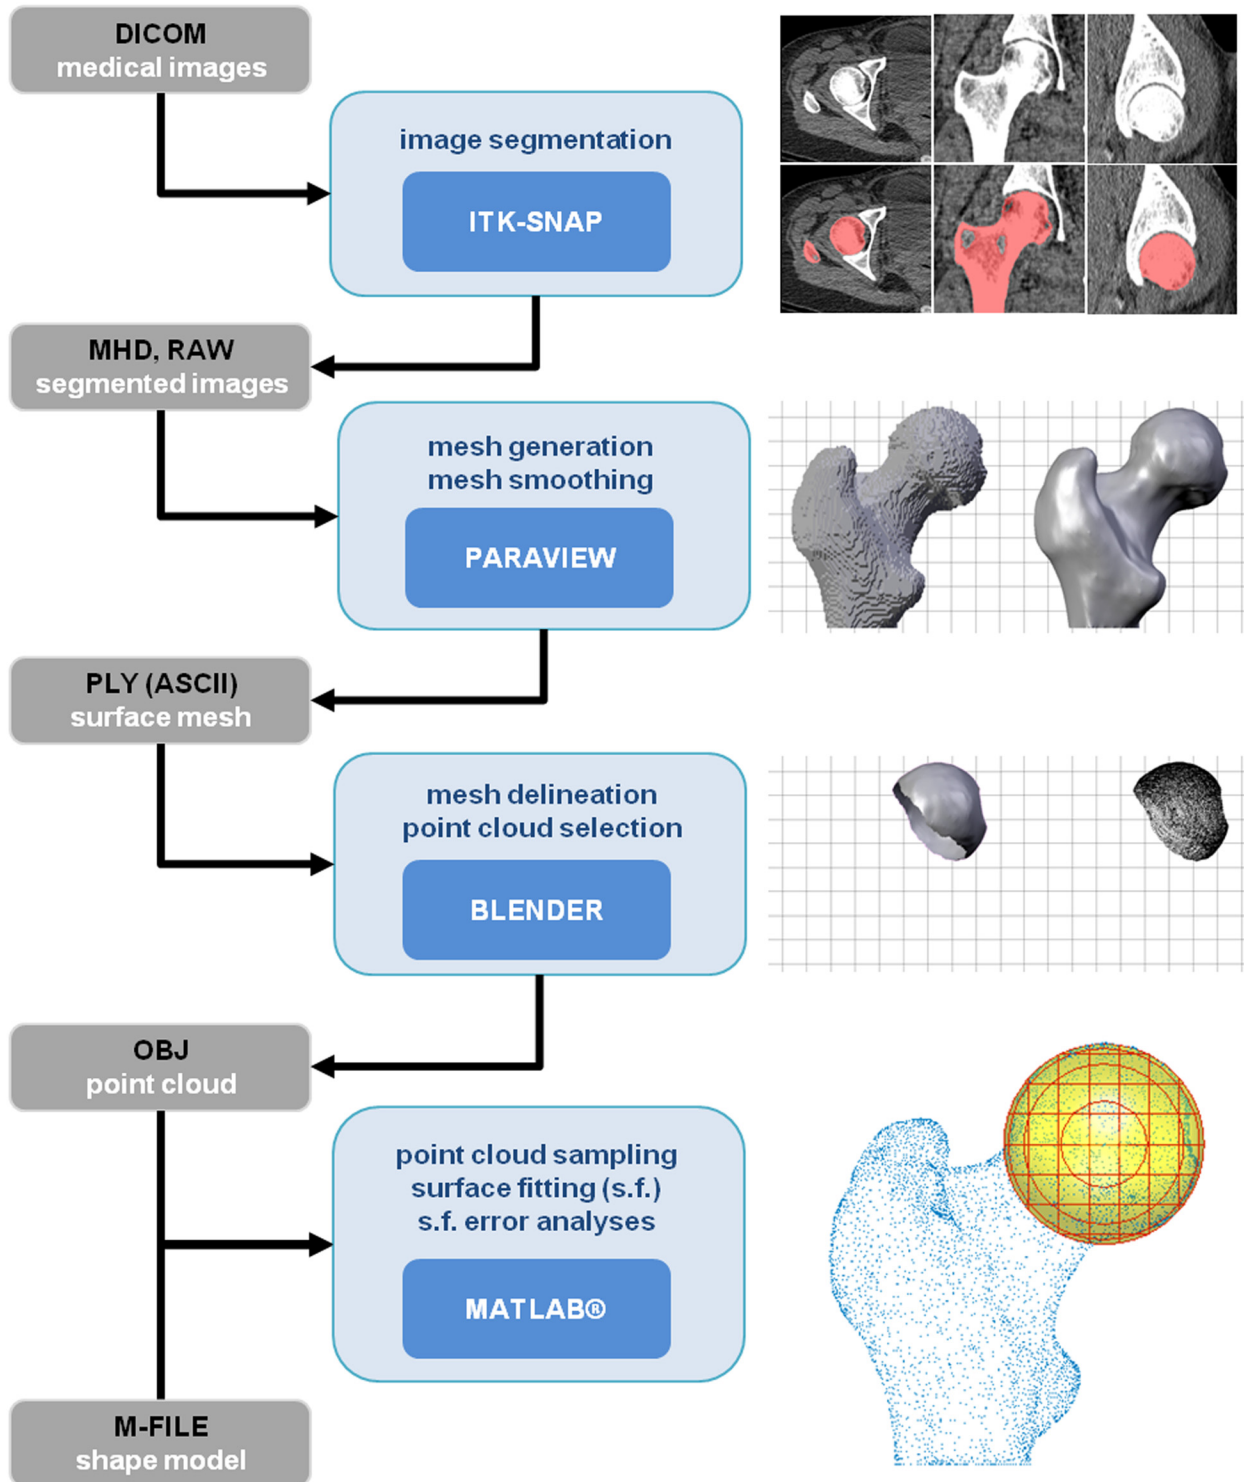 DICOM
medical images
image segmentation
ITK-SNAP
MHD, RAW
segmented images
mesh generation
mesh smoothing
PARAVIEW
PLY (ASCII)
surface mesh
mesh delineation
point cloud selection
BLENDER
OBJ
point cloud
point cloud sampling
surface fitting (s.f.)
s.f. error analyses
MATLAB®
M-FILE
shape model